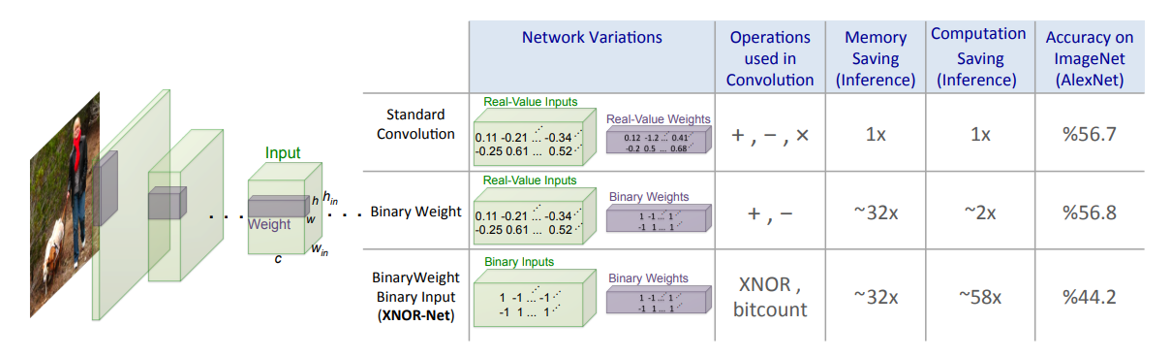 Network Variations
Operations
used in
Convolution
Memory
Saving
(Inference)
Computation
Saving
(Inference)
Accuracy on
ImageNet
(AlexNet)
Input
Weight
h
h_in
w
w_in
c
. . .
. . .
Standard
Convolution
Real-Value Inputs
0.11 -0.21 ... -0.34
-0.25 0.61 ... 0.52
Real-Value Weights
0.12 -1.2 ... 0.41
-0.2 0.5 ... 0.68
+ , − , ×
1x
1x
%56.7
Binary Weight
Real-Value Inputs
0.11 -0.21 ... -0.34
-0.25 0.61 ... 0.52
Binary Weights
1 -1 ... 1
-1 1 ... 1
+ , −
~32x
~2x
%56.8
BinaryWeight
Binary Input
(XNOR-Net)
Binary Inputs
1 -1 ... -1
-1 1 ... 1
Binary Weights
1 -1 ... 1
-1 1 ... 1
XNOR ,
bitcount
~32x
~58x
%44.2